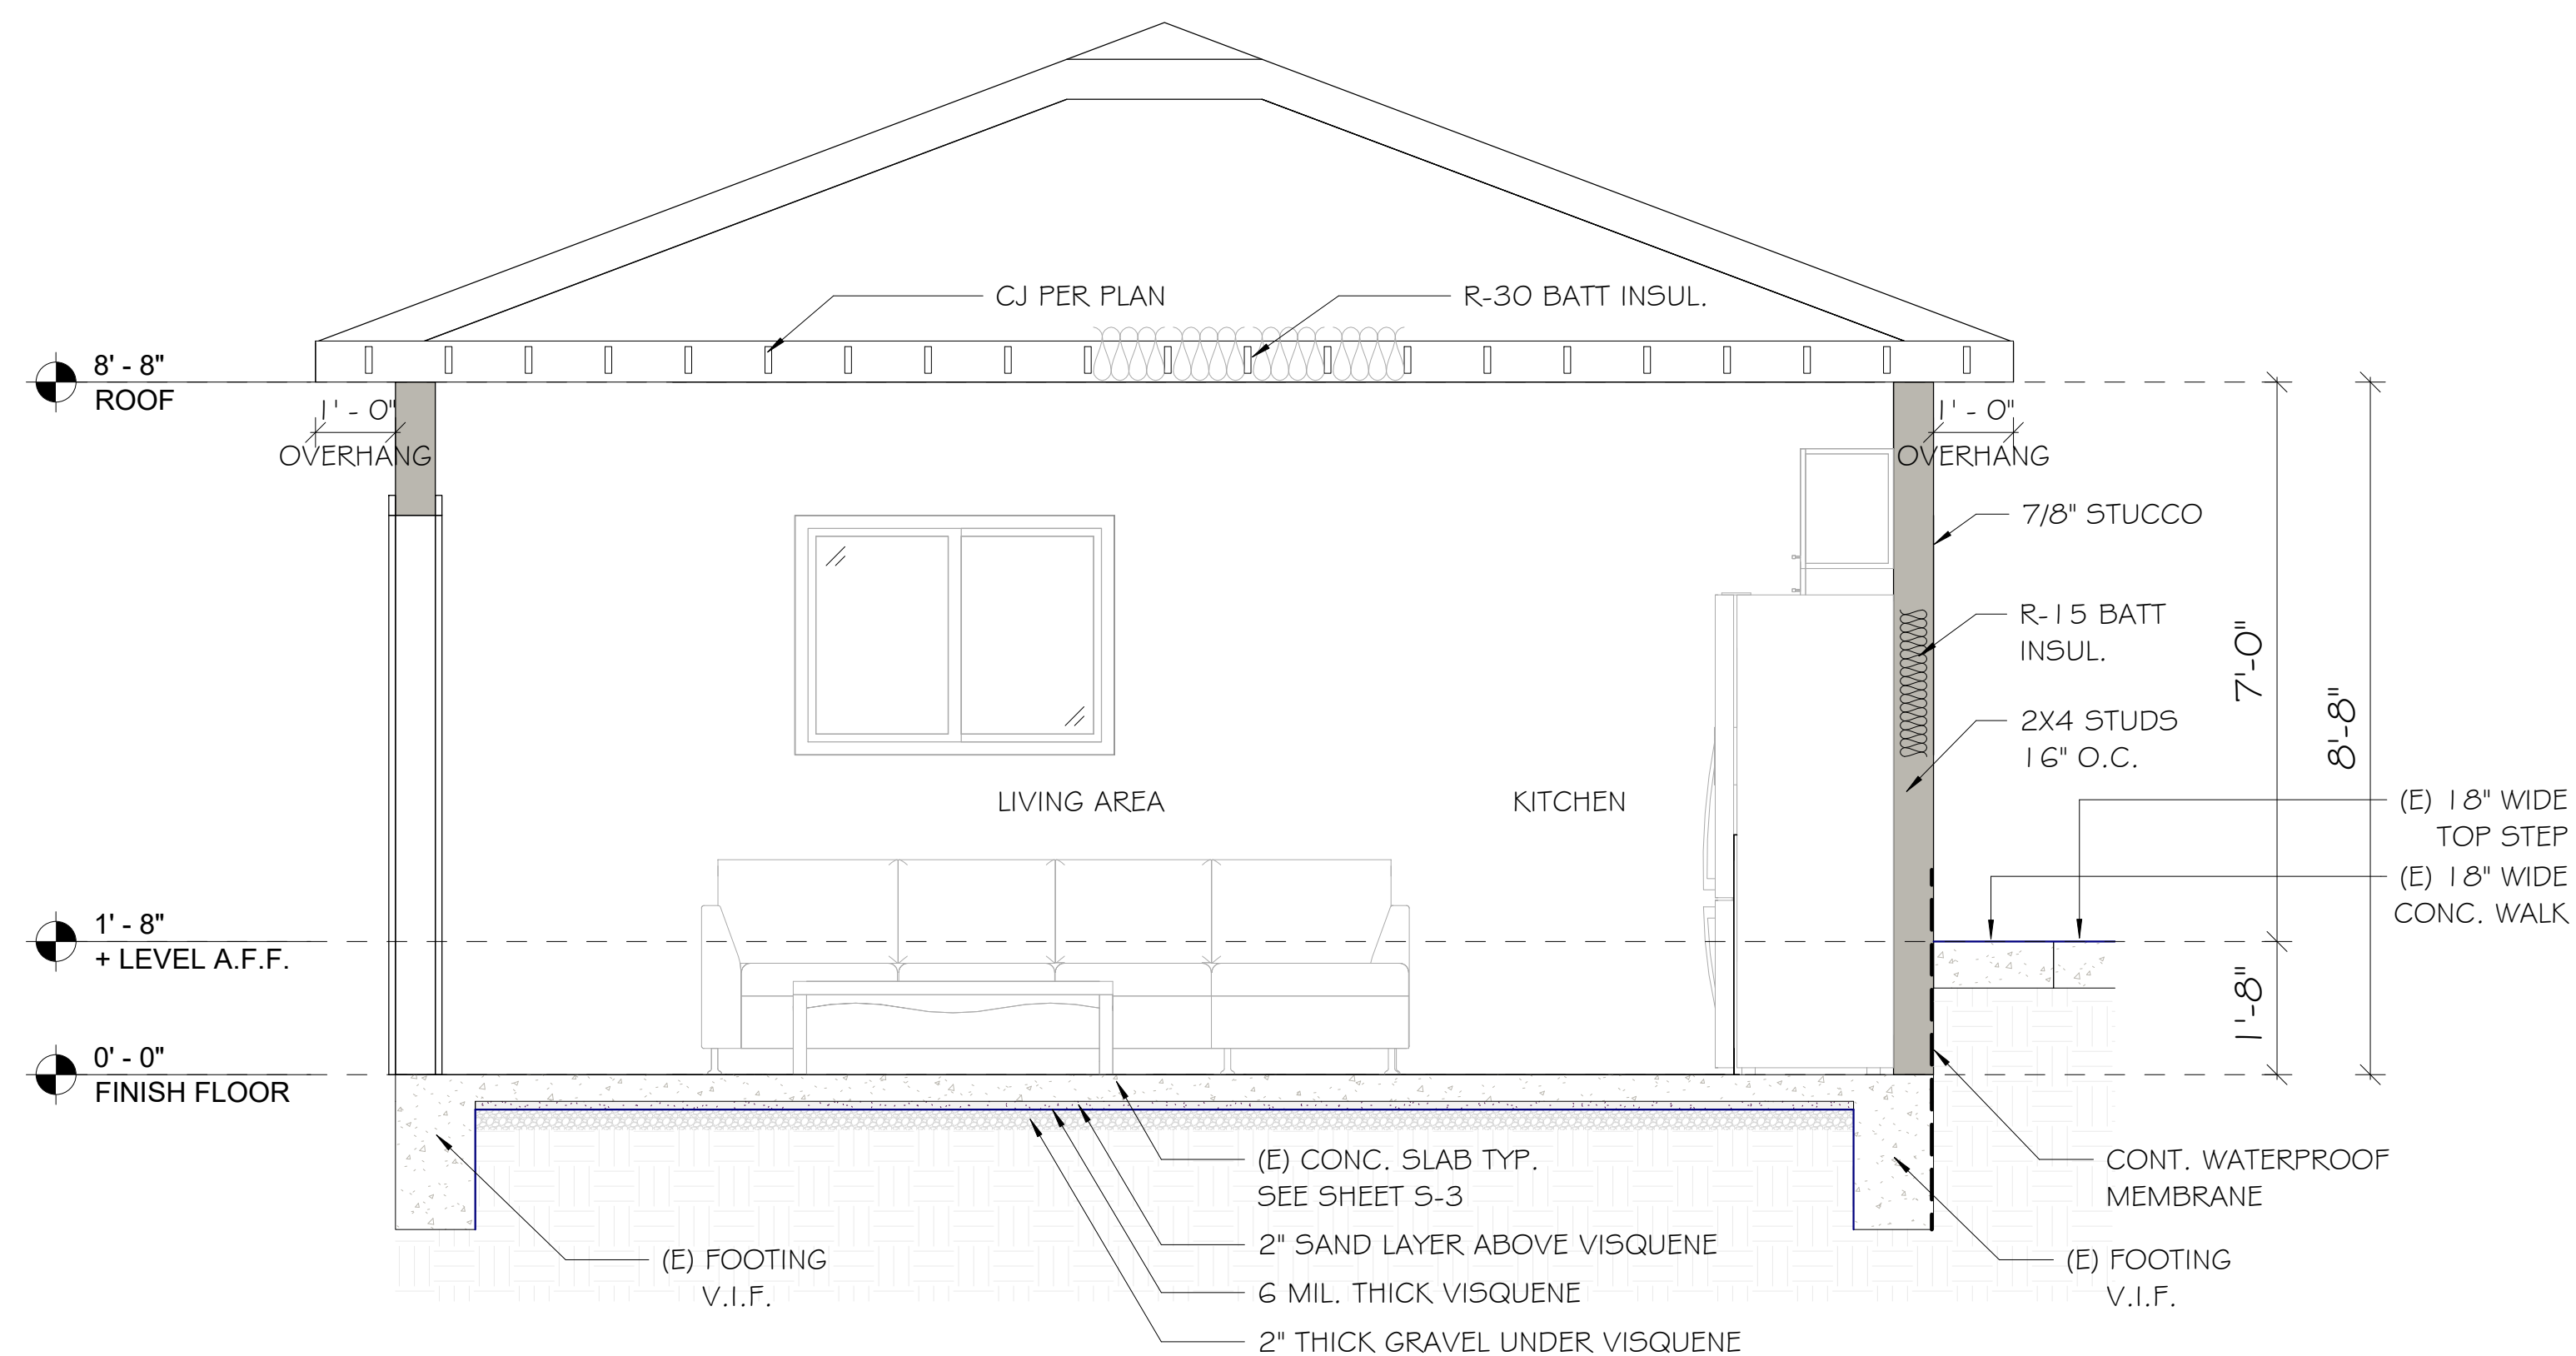 CJ PER PLAN
R-30 BATT INSUL.
8' - 8"
ROOF
1' - 0"
OVERHANG
1' - 0"
OVERHANG
7/8" STUCCO
R-15 BATT
INSUL.
2X4 STUDS
16" O.C.
7'-0"
8'-8"
LIVING AREA
KITCHEN
(E) 18" WIDE
TOP STEP
(E) 18" WIDE
CONC. WALK
1' - 8"
+ LEVEL A.F.F.
1'-8"
0' - 0"
FINISH FLOOR
(E) CONC. SLAB TYP.
SEE SHEET S-3
CONT. WATERPROOF
MEMBRANE
2" SAND LAYER ABOVE VISQUENE
(E) FOOTING
V.I.F.
6 MIL. THICK VISQUENE
(E) FOOTING
V.I.F.
2" THICK GRAVEL UNDER VISQUENE